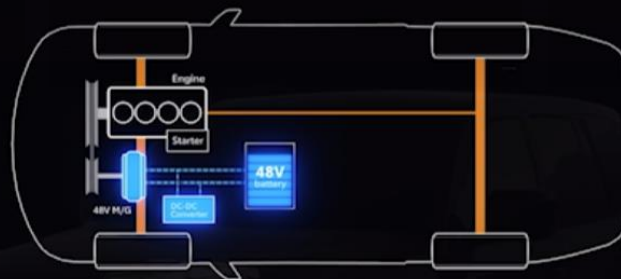 Engine
Starter
48V
battery
48V M/G
DC-DC
Converter